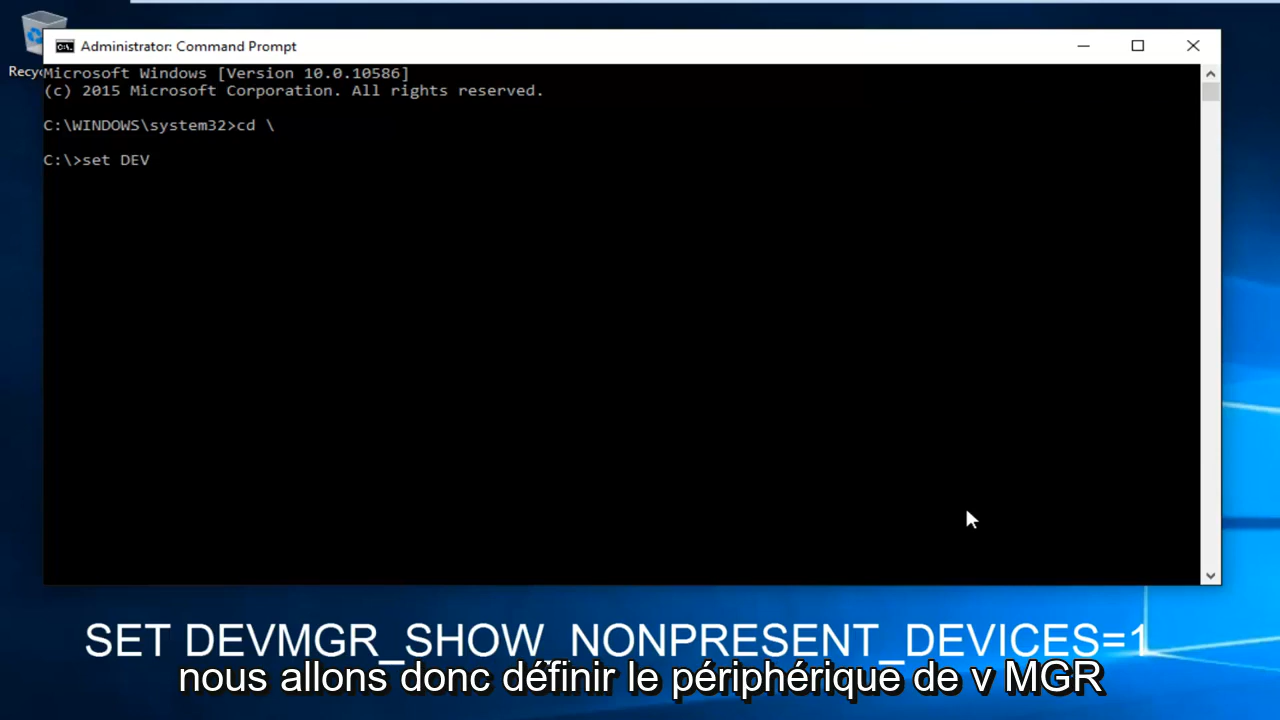 Administrator: Command Prompt
Recyc
Microsoft Windows [Version 10.0.10586]
(c) 2015 Microsoft Corporation. All rights reserved.
C:\WINDOWS\system32>cd \
C:\>set DEV
SET DEVMGR_SHOW_NONPRESENT_DEVICES=1
nous allons donc définir le périphérique de v MGR